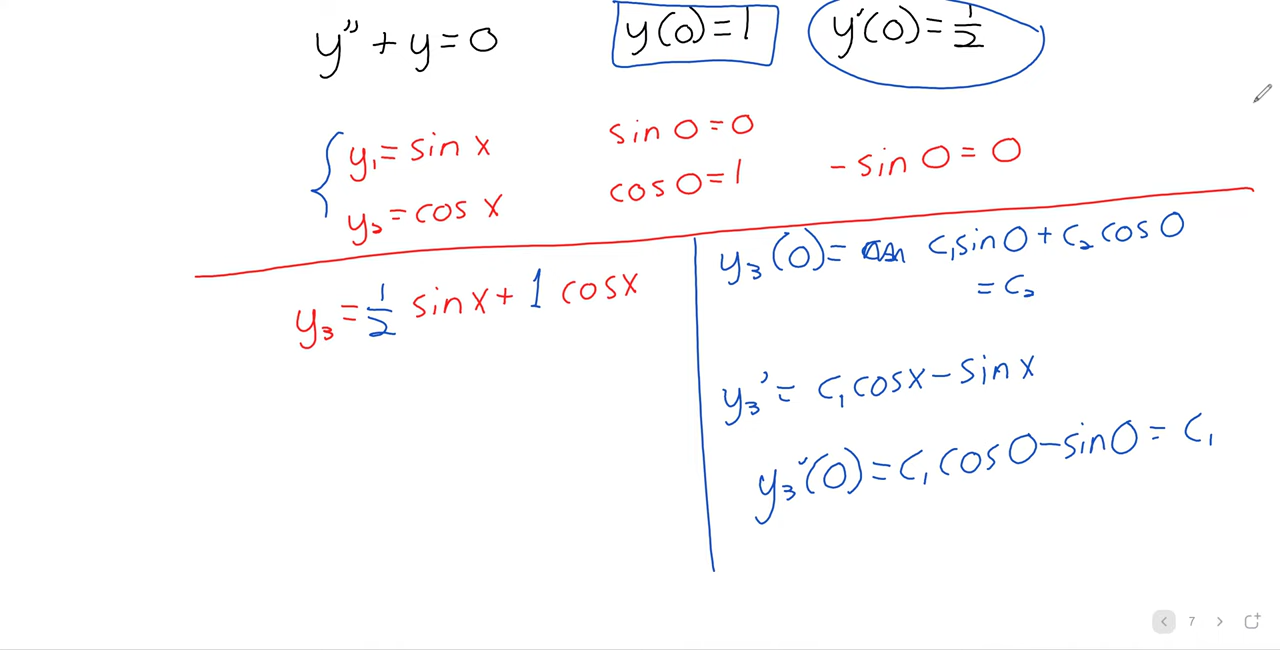 y'' + y = 0 y(0) = 1 y'(0) = 1/2
y₁ = sin x sin 0 = 0
y₂ = cos x cos 0 = 1 - sin 0 = 0
y₃ = 1/2 sin x + 1 cos x
y₃(0) = c₁ sin 0 + c₂ cos 0
= c₂
y₃' = c₁ cos x - sin x
y₃'(0) = c₁ cos 0 - sin 0 = c₁
7